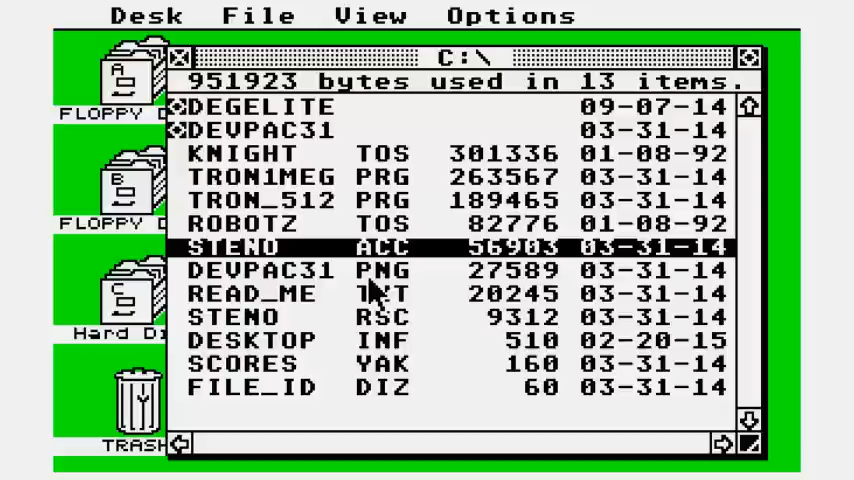 Desk File View Options
C:\
951923 bytes used in 13 items.
DEGELITE 09-07-14
DEVPAC31 03-31-14
KNIGHT TOS 301336 01-08-92
TRON1MEG PRG 263567 03-31-14
TRON_512 PRG 189465 03-31-14
ROBOTZ TOS 82776 01-08-92
STENO ACC 56903 03-31-14
DEVPAC31 PNG 27589 03-31-14
READ_ME TXT 20245 03-31-14
STENO RSC 9312 03-31-14
DESKTOP INF 510 02-20-15
SCORES YAK 160 03-31-14
FILE_ID DIZ 60 03-31-14
A
FLOPPY D
B
FLOPPY D
C
Hard Di
TRASH